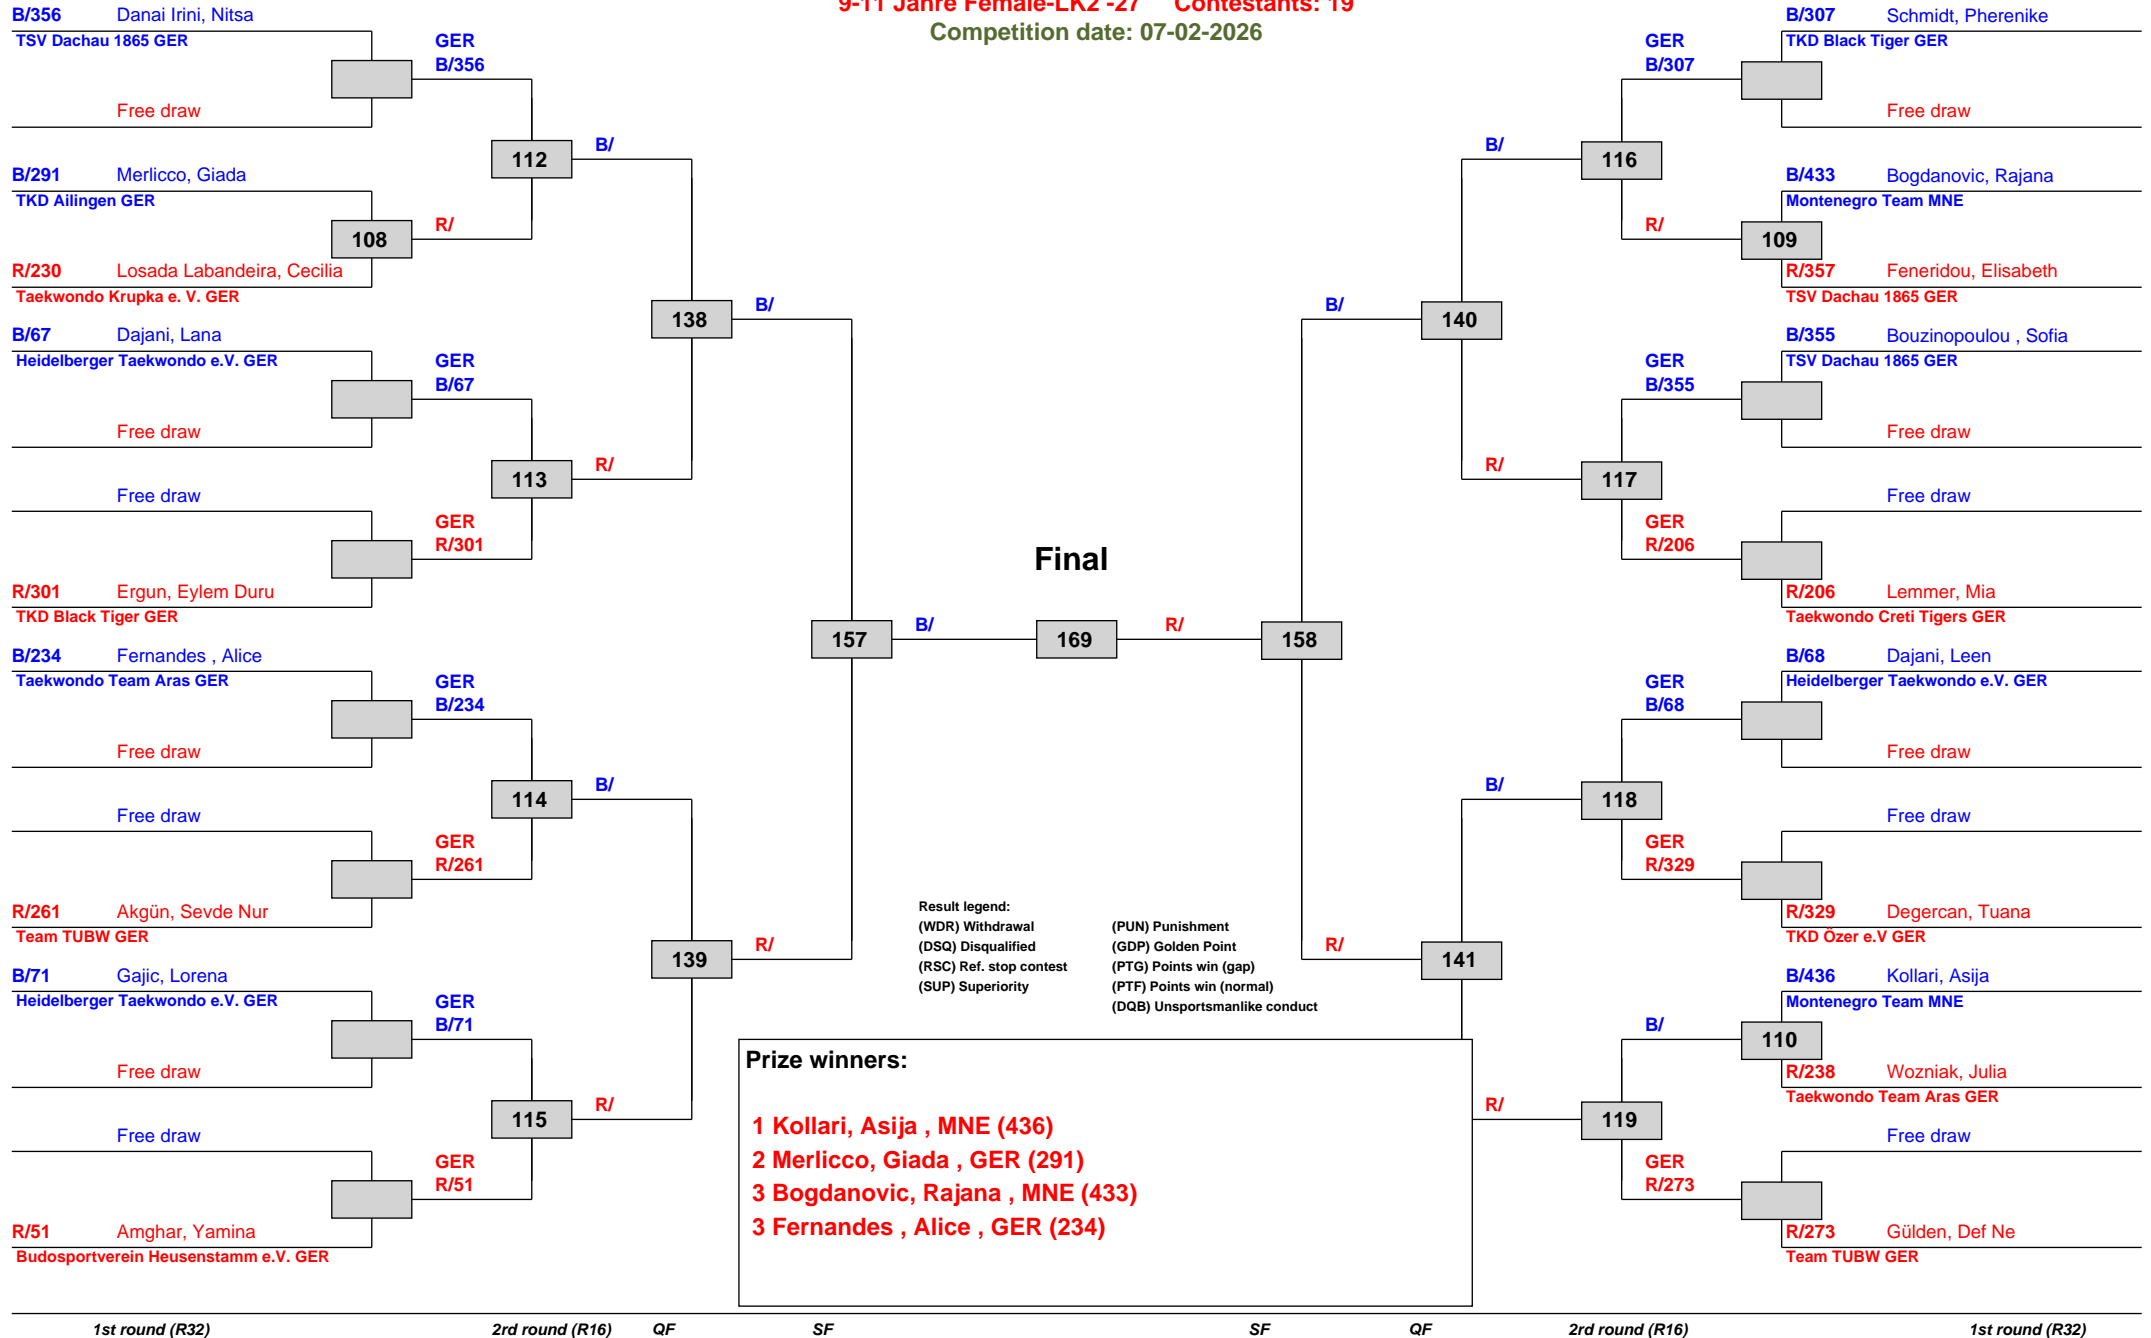 9-11 Jahre Female-LK2 -27 Contestants: 19
Competition date: 07-02-2026
B/356 Danai Irini, Nitsa
TSV Dachau 1865 GER
GER
B/356
Free draw
112
B/
B/291 Merlicco, Giada
TKD Ailingen GER
108
R/
R/230 Losada Labandeira, Cecilia
Taekwondo Krupka e. V. GER
138
B/
B/67 Dajani, Lana
Heidelberger Taekwondo e.V. GER
GER
B/67
Free draw
113
R/
Free draw
GER
R/301
R/301 Ergun, Eylem Duru
TKD Black Tiger GER
157
B/
B/234 Fernandes , Alice
Taekwondo Team Aras GER
GER
B/234
Free draw
114
B/
Free draw
GER
R/261
R/261 Akgün, Sevde Nur
Team TUBW GER
139
R/
B/71 Gajic, Lorena
Heidelberger Taekwondo e.V. GER
GER
B/71
Free draw
115
R/
Free draw
GER
R/51
R/51 Amghar, Yamina
Budosportverein Heusenstamm e.V. GER
Final
169
R/
158
B/307 Schmidt, Pherenike
TKD Black Tiger GER
GER
B/307
Free draw
B/
116
B/433 Bogdanovic, Rajana
Montenegro Team MNE
R/
109
R/357 Feneridou, Elisabeth
TSV Dachau 1865 GER
B/
140
B/355 Bouzinopoulou , Sofia
TSV Dachau 1865 GER
GER
B/355
Free draw
R/
117
Free draw
GER
R/206
R/206 Lemmer, Mia
Taekwondo Creti Tigers GER
B/68 Dajani, Leen
Heidelberger Taekwondo e.V. GER
GER
B/68
Free draw
B/
118
Free draw
GER
R/329
R/329 Degercan, Tuana
TKD Özer e.V GER
R/
141
B/436 Kollari, Asija
Montenegro Team MNE
B/
110
R/238 Wozniak, Julia
Taekwondo Team Aras GER
R/
119
Free draw
GER
R/273
R/273 Gülden, Def Ne
Team TUBW GER
Result legend:
(WDR) Withdrawal (PUN) Punishment
(DSQ) Disqualified (GDP) Golden Point
(RSC) Ref. stop contest (PTG) Points win (gap)
(SUP) Superiority (PTF) Points win (normal)
(DQB) Unsportsmanlike conduct
Prize winners:
1 Kollari, Asija , MNE (436)
2 Merlicco, Giada , GER (291)
3 Bogdanovic, Rajana , MNE (433)
3 Fernandes , Alice , GER (234)
1st round (R32) 2rd round (R16) QF SF SF QF 2rd round (R16) 1st round (R32)